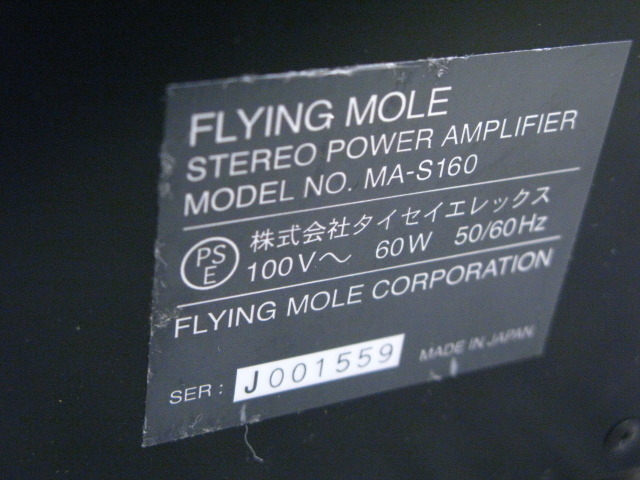 FLYING MOLE
STEREO POWER AMPLIFIER
MODEL NO. MA-S160
PS
E
株式会社タイセイエレックス
100V～ 60W 50/60Hz
FLYING MOLE CORPORATION
SER : J001559 MADE IN JAPAN